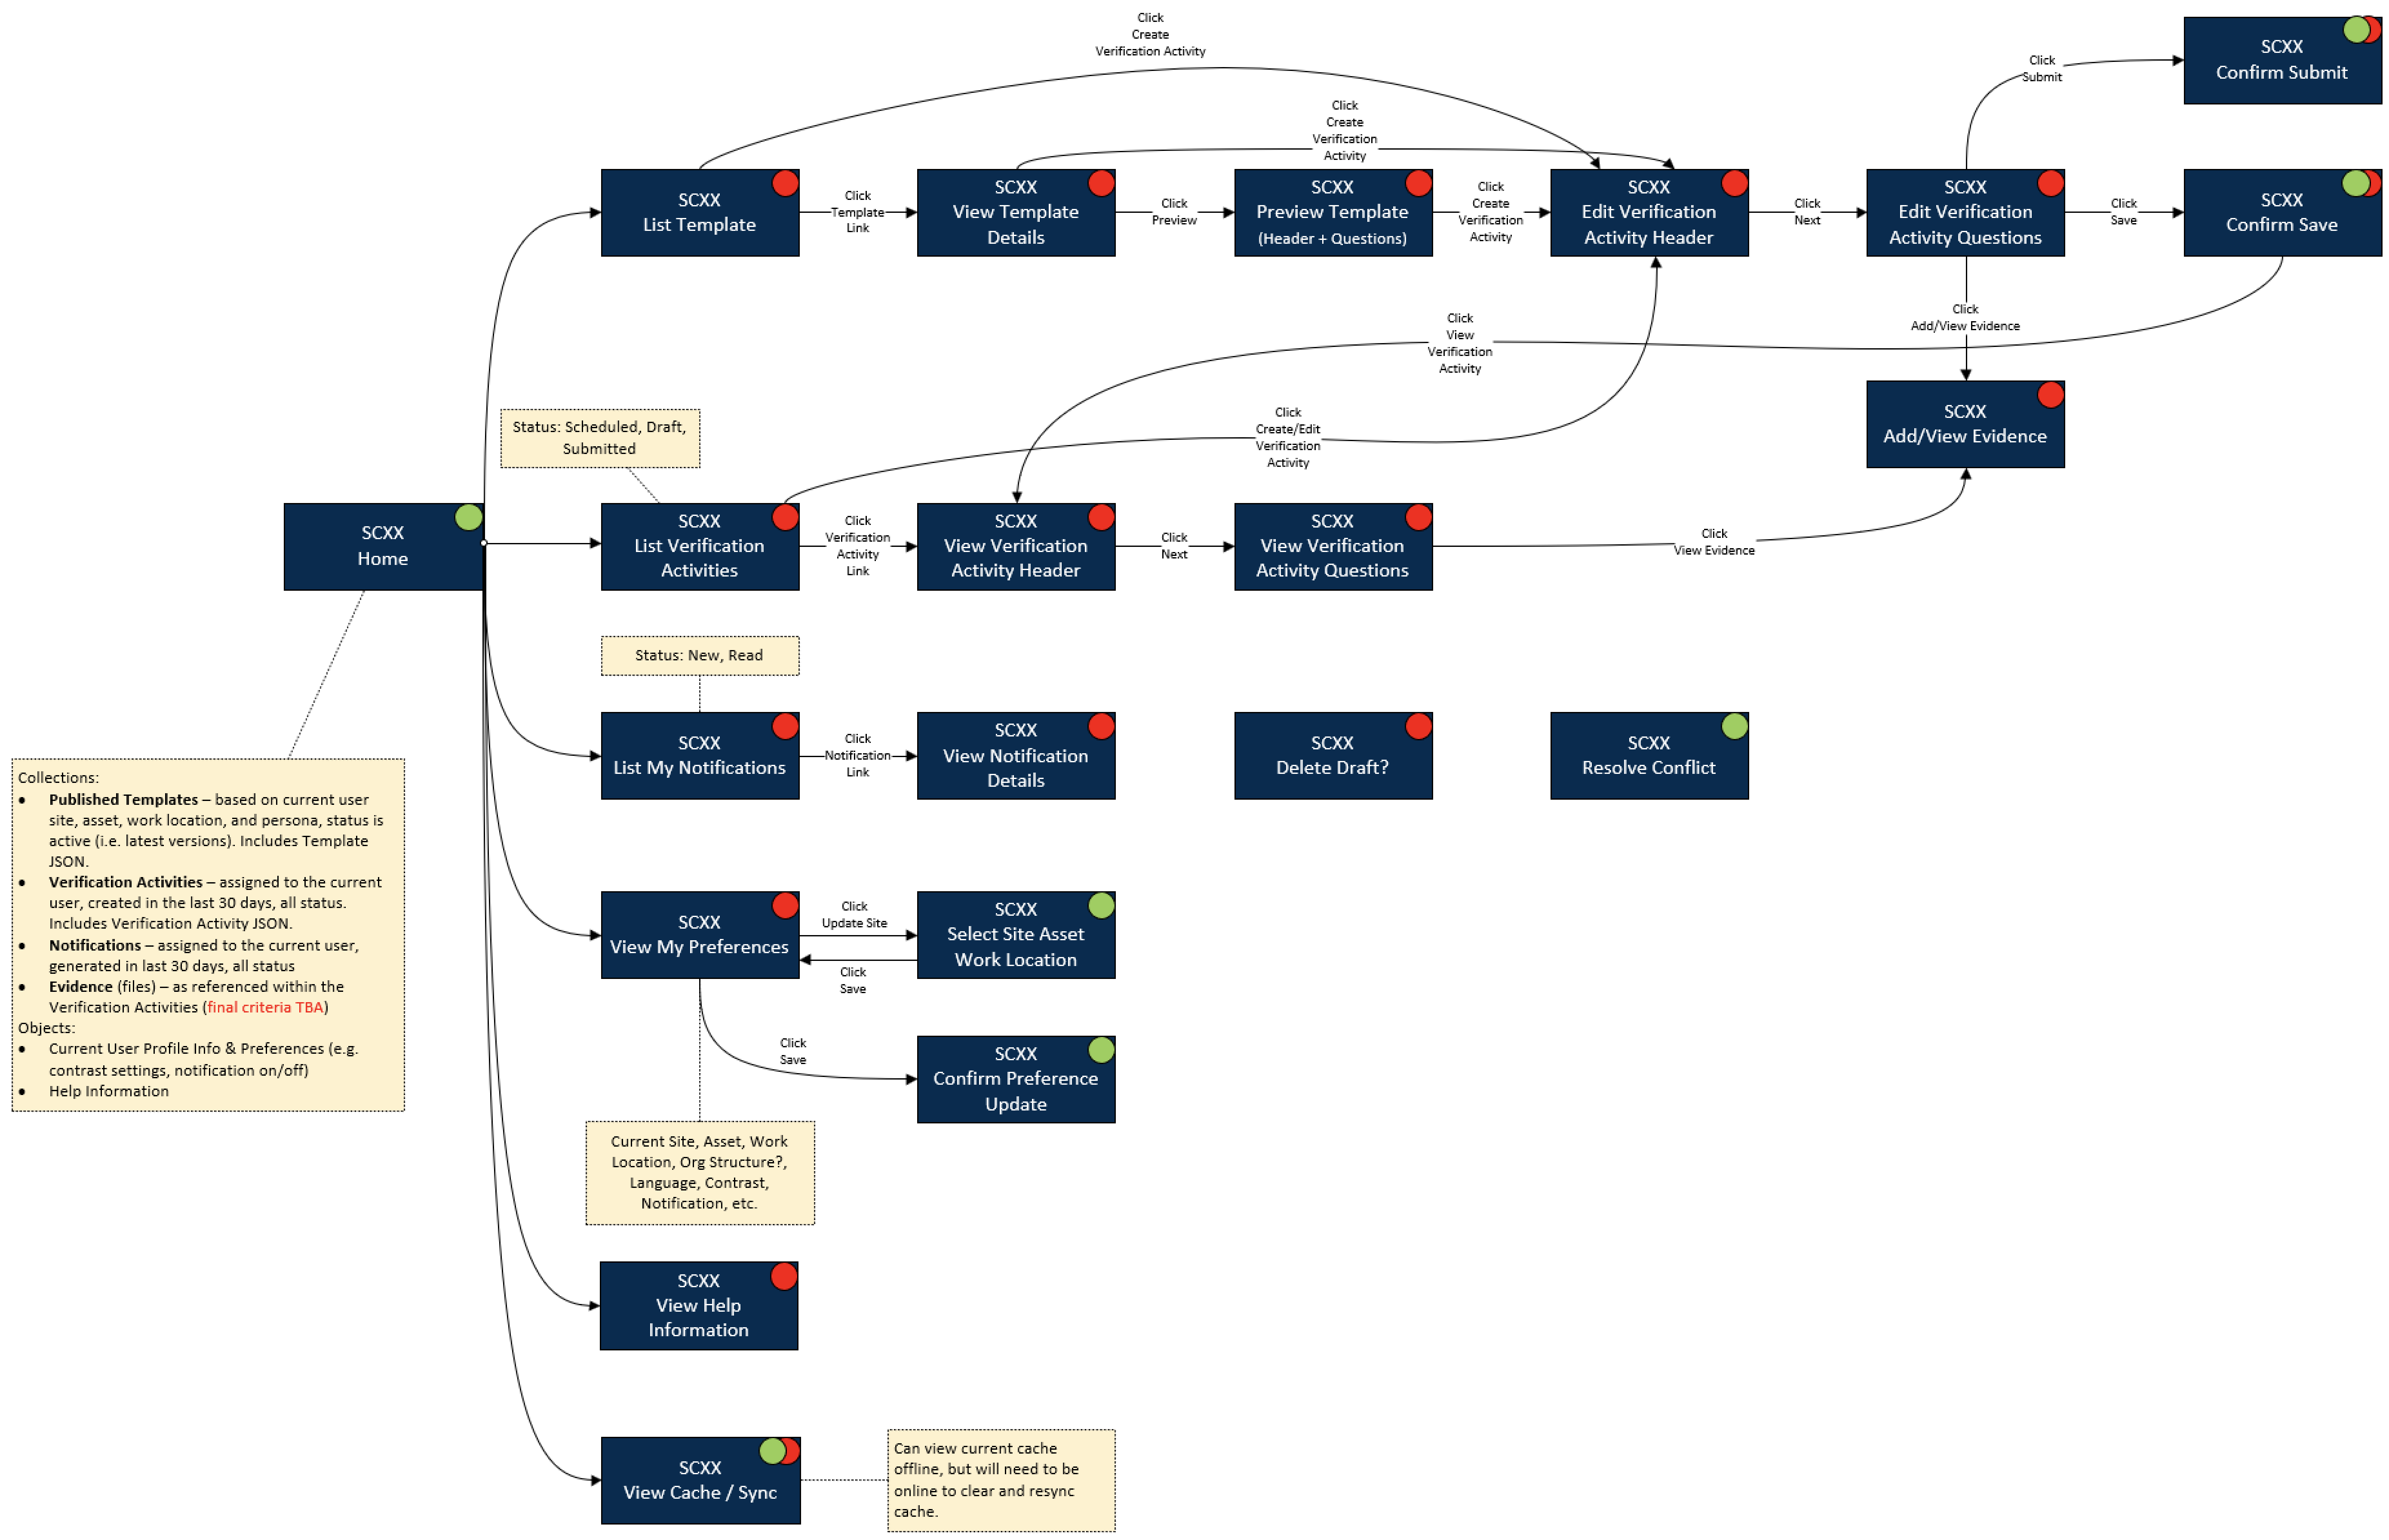 Click
Create
Verification Activity
SCXX
Confirm Submit
Click
Submit
Click
Create
Verification
Activity
SCXX
List Template
Click
Template
Link
SCXX
View Template
Details
Click
Preview
SCXX
Preview Template
(Header + Questions)
Click
Create
Verification
Activity
SCXX
Edit Verification
Activity Header
Click
Next
SCXX
Edit Verification
Activity Questions
Click
Save
SCXX
Confirm Save
Click
Add/View Evidence
Click
View
Verification
Activity
SCXX
Add/View Evidence
Status: Scheduled, Draft,
Submitted
Click
Create/Edit
Verification
Activity
SCXX
Home
SCXX
List Verification
Activities
Click
Verification
Activity
Link
SCXX
View Verification
Activity Header
Click
Next
SCXX
View Verification
Activity Questions
Click
View Evidence
Status: New, Read
SCXX
List My Notifications
Click
Notification
Link
SCXX
View Notification
Details
SCXX
Delete Draft?
SCXX
Resolve Conflict
Collections:
• Published Templates – based on current user
site, asset, work location, and persona, status is
active (i.e. latest versions). Includes Template
JSON.
• Verification Activities – assigned to the current
user, created in the last 30 days, all status.
Includes Verification Activity JSON.
• Notifications – assigned to the current user,
generated in last 30 days, all status
• Evidence (files) – as referenced within the
Verification Activities (final criteria TBA)
Objects:
• Current User Profile Info & Preferences (e.g.
contrast settings, notification on/off)
• Help Information
SCXX
View My Preferences
Click
Update Site
Click
Save
SCXX
Select Site Asset
Work Location
Click
Save
SCXX
Confirm Preference
Update
Current Site, Asset, Work
Location, Org Structure?,
Language, Contrast,
Notification, etc.
SCXX
View Help
Information
SCXX
View Cache / Sync
Can view current cache
offline, but will need to be
online to clear and resync
cache.